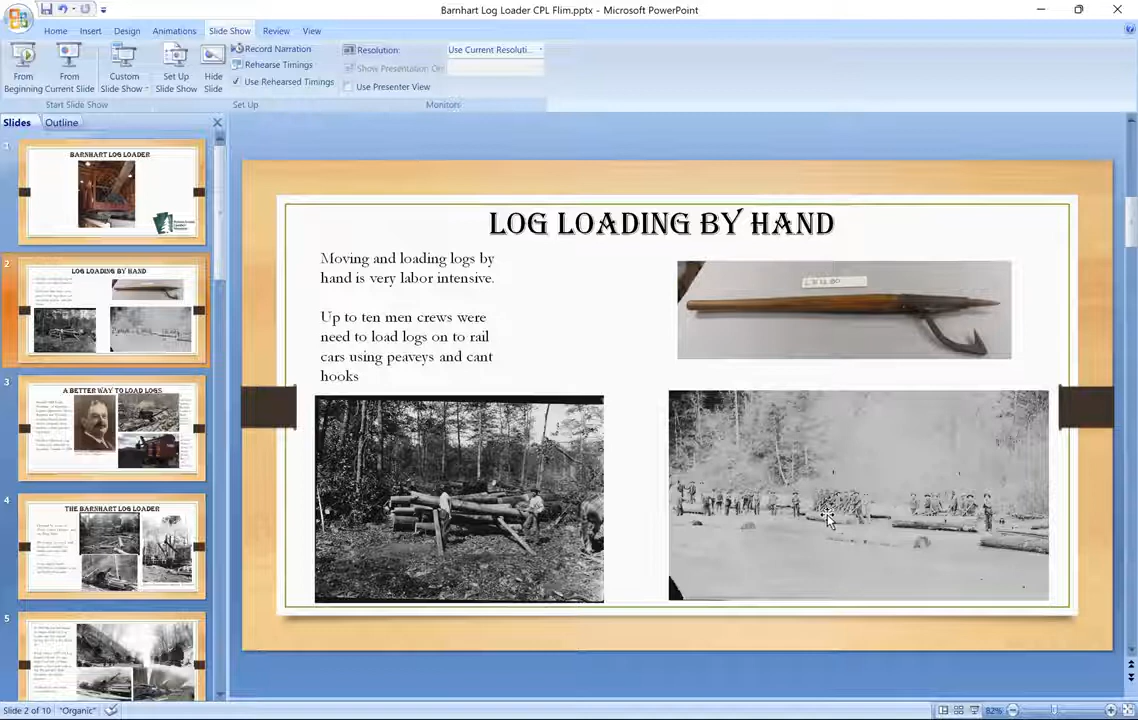 Barnhart Log Loader CPL Flim.pptx - Microsoft PowerPoint
Home Insert Design Animations Slide Show Review View
From Beginning
From Current Slide
Custom Slide Show
Set Up Slide Show
Hide Slide
Record Narration
Rehearse Timings
Use Rehearsed Timings
Resolution: Use Current Resoluti...
Show Presentation On:
Use Presenter View
Start Slide Show
Set Up
Monitors
Slides Outline
1
BARNHART LOG LOADER
2
LOG LOADING BY HAND
3
A BETTER WAY TO LOAD LOGS
4
THE BARNHART LOG LOADER
5
LOG LOADING BY HAND
Moving and loading logs by
hand is very labor intensive.
Up to ten men crews were
need to load logs on to rail
cars using peaveys and cant
hooks
Slide 2 of 10 "Organic" 82%